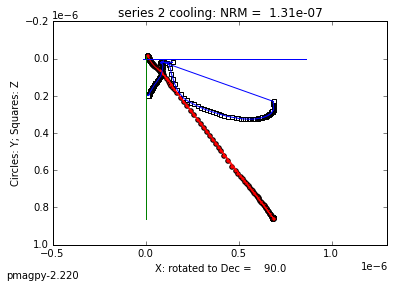 series 2 cooling: NRM = 1.31e-07
1e-6
−0.2
0.0
0.2
0.4
0.6
0.8
1.0
Circles: Y; Squares: Z
−0.5 0.0 0.5 1.0
1e-6
X: rotated to Dec = 90.0
pmagpy-2.220